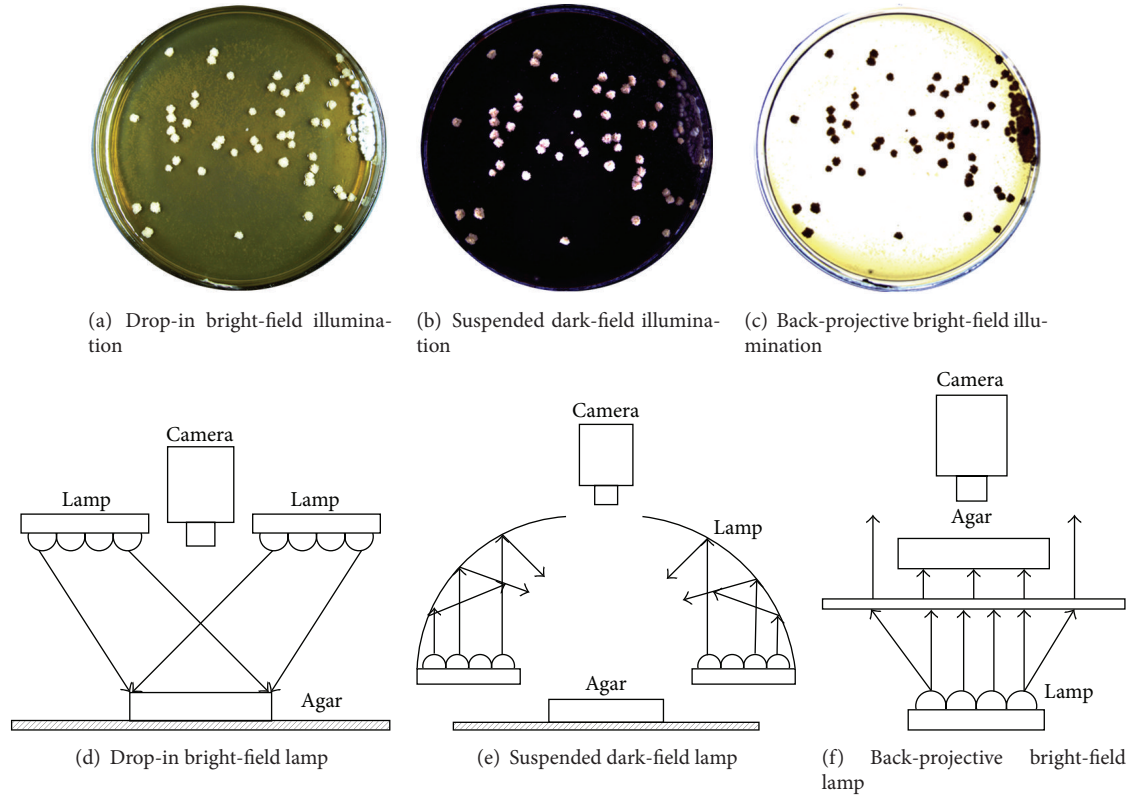 (a) Drop-in bright-field illumina-
tion
(b) Suspended dark-field illumina-
tion
(c) Back-projective bright-field illu-
mination
Camera
Lamp
Lamp
Agar
(d) Drop-in bright-field lamp
Camera
Lamp
Agar
(e) Suspended dark-field lamp
Camera
Agar
Lamp
(f) Back-projective bright-field
lamp